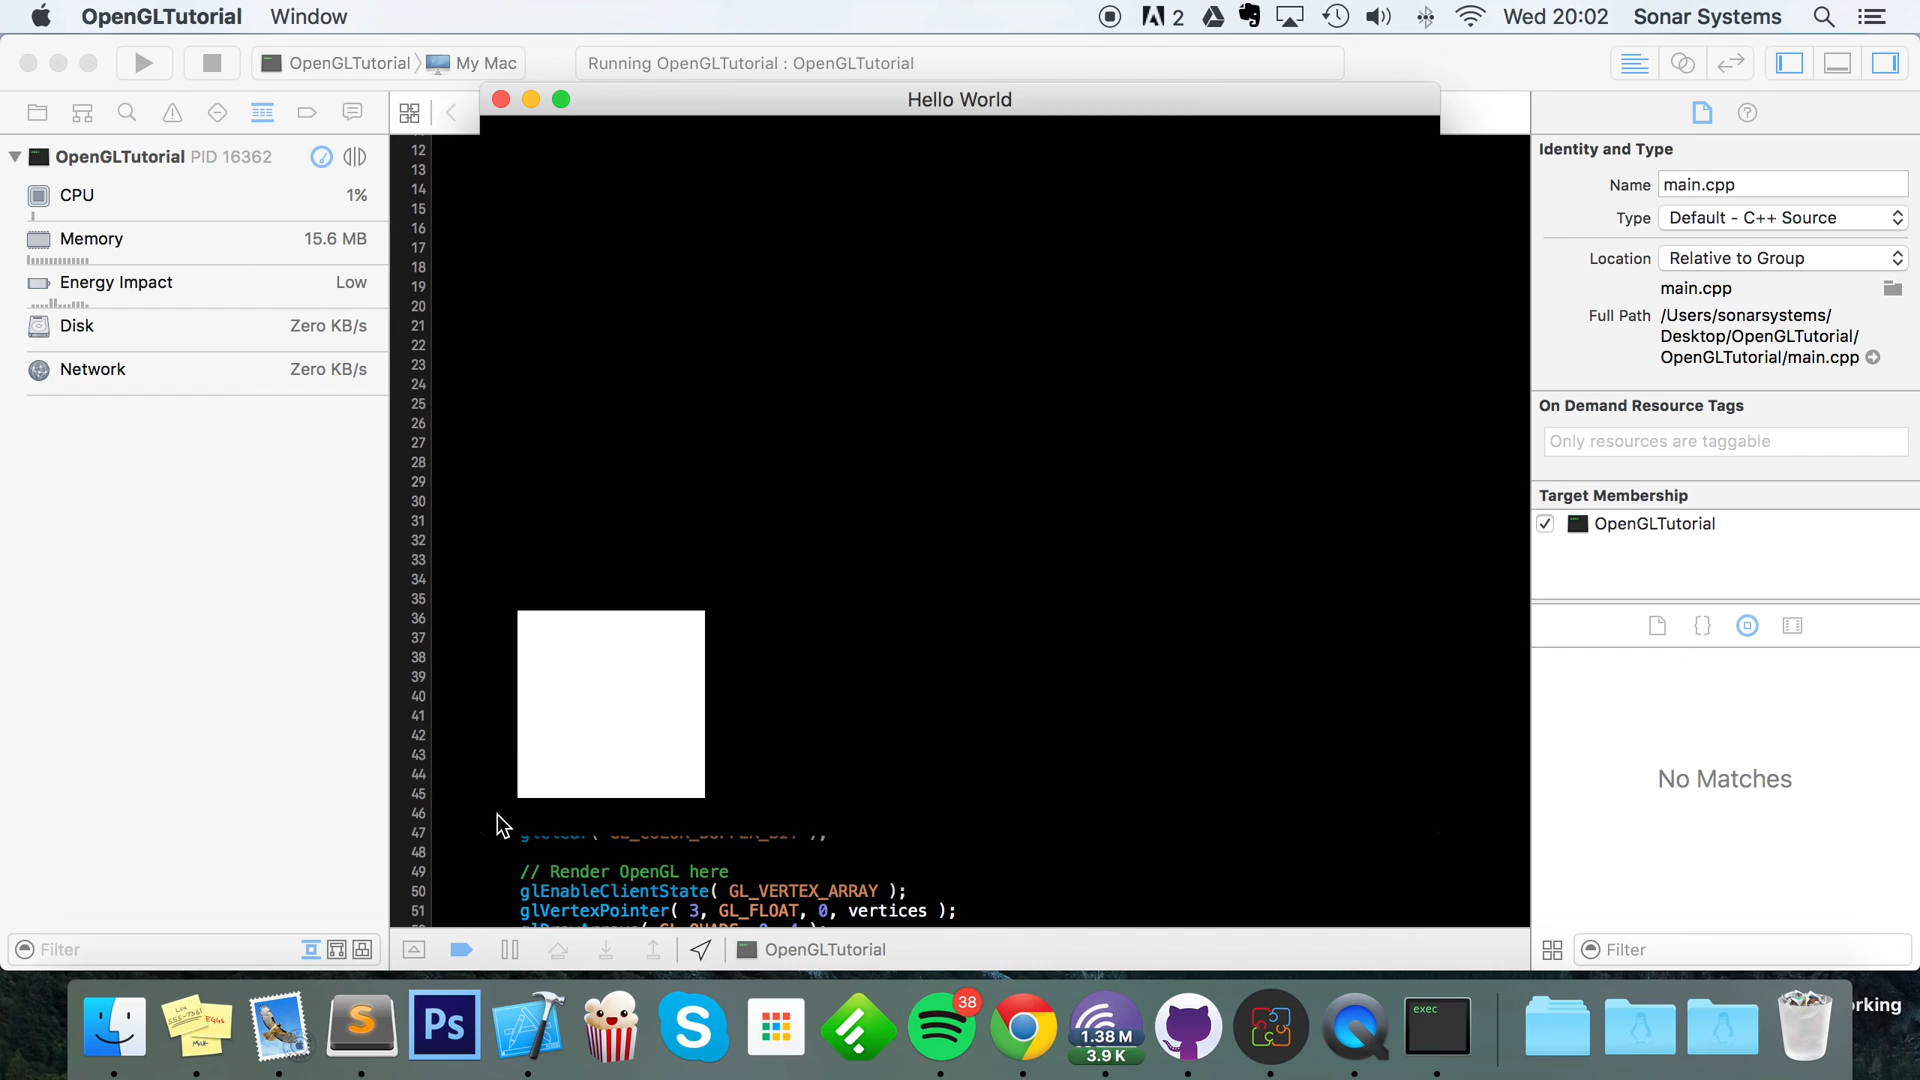 OpenGLTutorial Window 2 Wed 20:02 Sonar Systems
OpenGLTutorial My Mac Running OpenGLTutorial : OpenGLTutorial
Hello World
OpenGLTutorial PID 16362
CPU 1%
Memory 15.6 MB
Energy Impact Low
Disk Zero KB/s
Network Zero KB/s
12
13
14
15
16
17
18
19
20
21
22
23
24
25
26
27
28
29
30
31
32
33
34
35
36
37
38
39
40
41
42
43
44
45
46
47
48
49 // Render OpenGL here
50 glEnableClientState( GL_VERTEX_ARRAY );
51 glVertexPointer( 3, GL_FLOAT, 0, vertices );
Identity and Type
Name main.cpp
Type Default - C++ Source
Location Relative to Group
main.cpp
Full Path /Users/sonarsystems/
Desktop/OpenGLTutorial/
OpenGLTutorial/main.cpp
On Demand Resource Tags
Only resources are taggable
Target Membership
OpenGLTutorial
No Matches
Filter OpenGLTutorial Filter
Ps S 38 1.38 M 3.9 K exec
rking